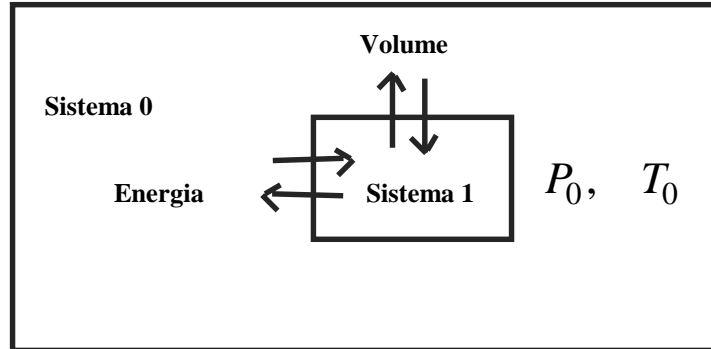 Volume
Sistema 0
Energia
Sistema 1
P₀, T₀